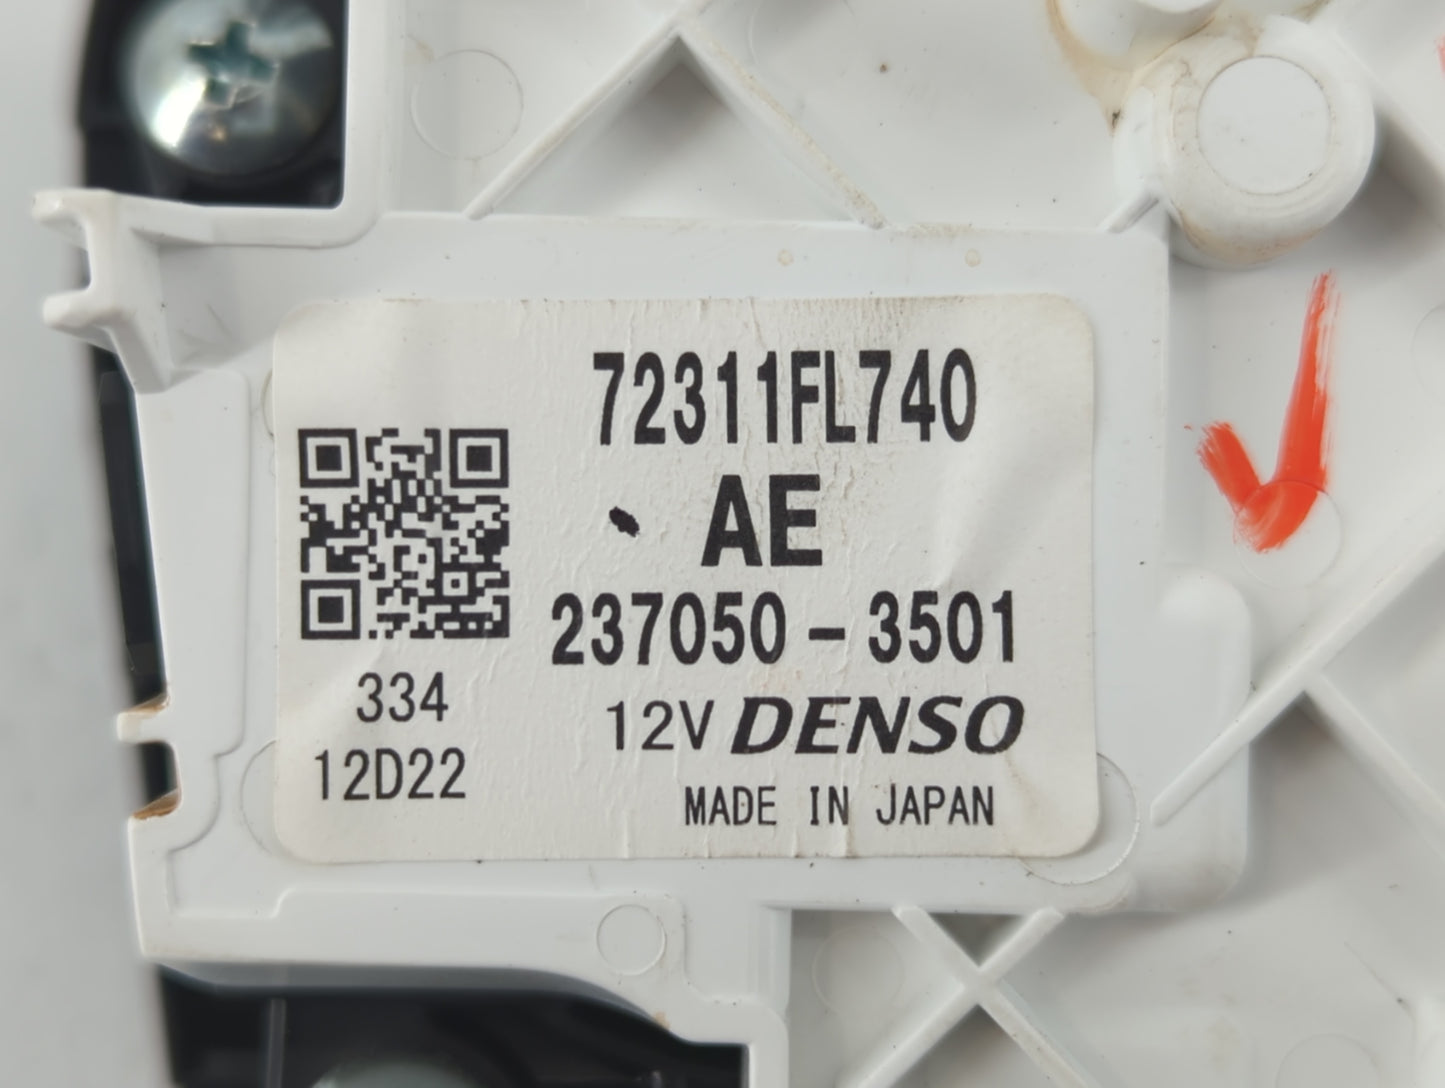 72311FL740
AE
237050-3501
334
12V DENSO
12D22
MADE IN JAPAN